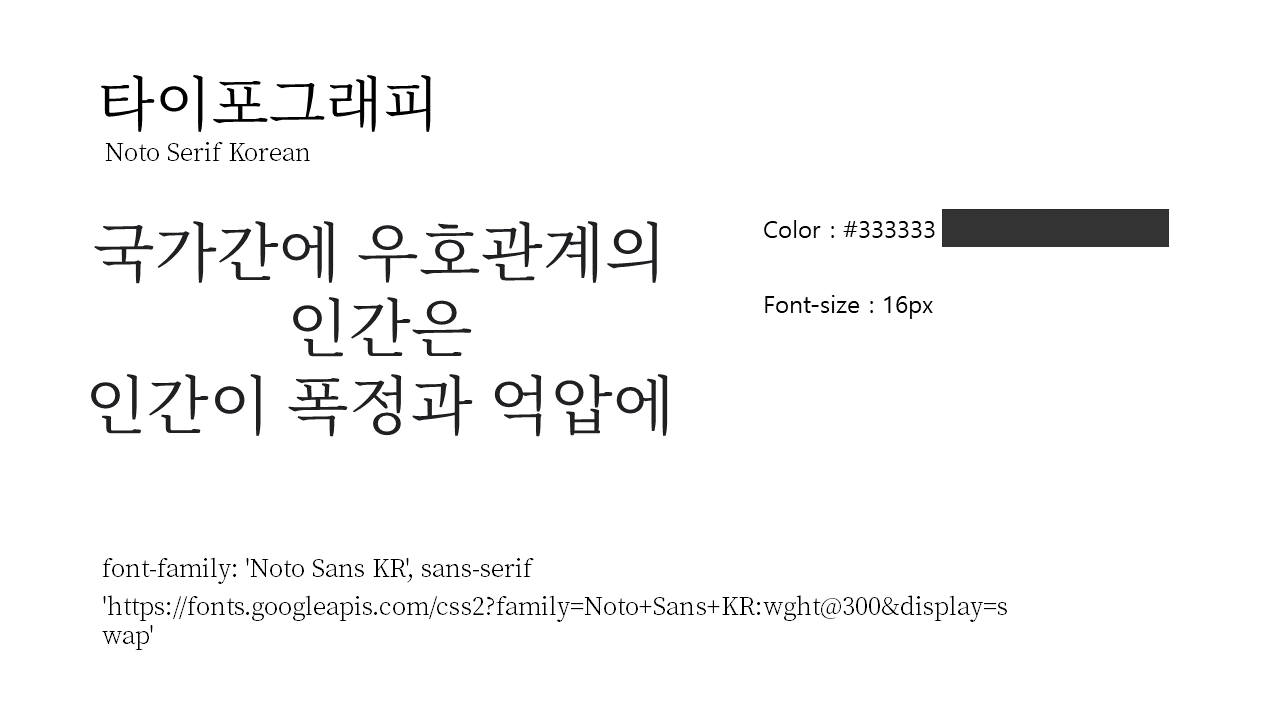 타이포그래피
Noto Serif Korean
국가간에 우호관계의
인간은
인간이 폭정과 억압에
Color : #333333
Font-size : 16px
font-family: 'Noto Sans KR', sans-serif
'https://fonts.googleapis.com/css2?family=Noto+Sans+KR:wght@300&display=s
wap'